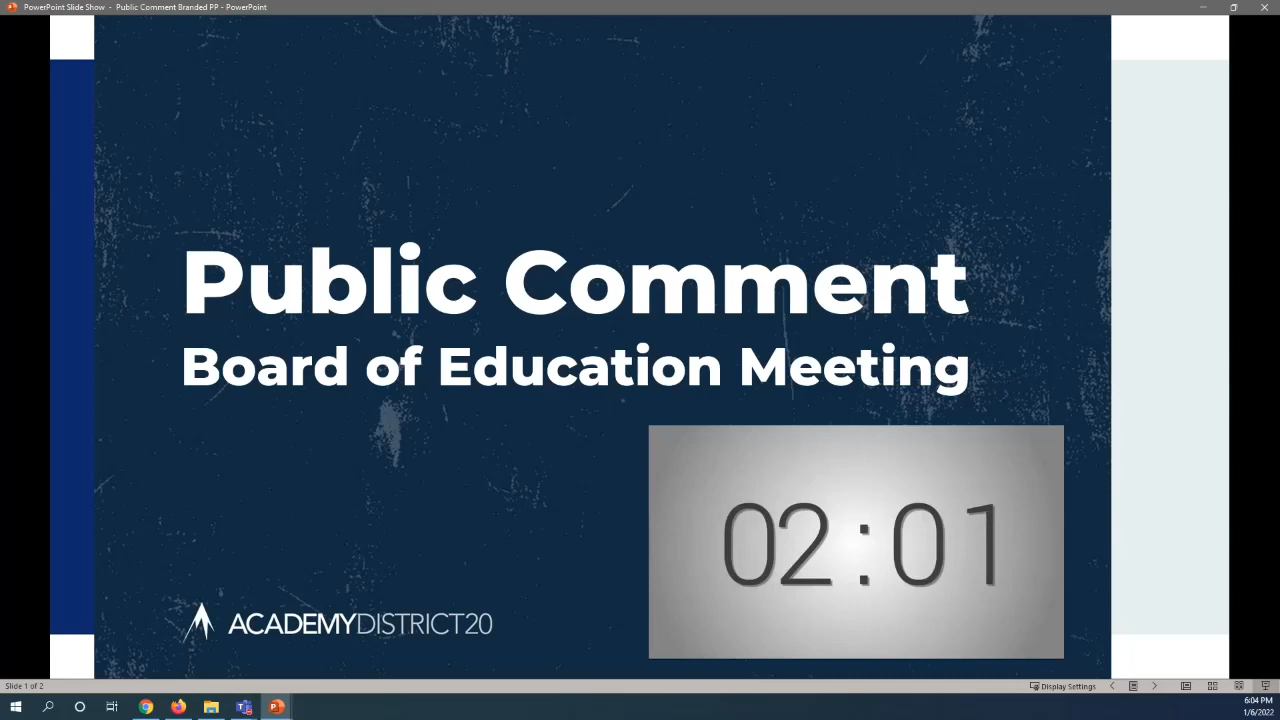 PowerPoint Slide Show - Public Comment Branded PP - PowerPoint
Public Comment
Board of Education Meeting
02:01
ACADEMYDISTRICT20
Slide 1 of 2
Display Settings
6:04 PM
1/6/2022